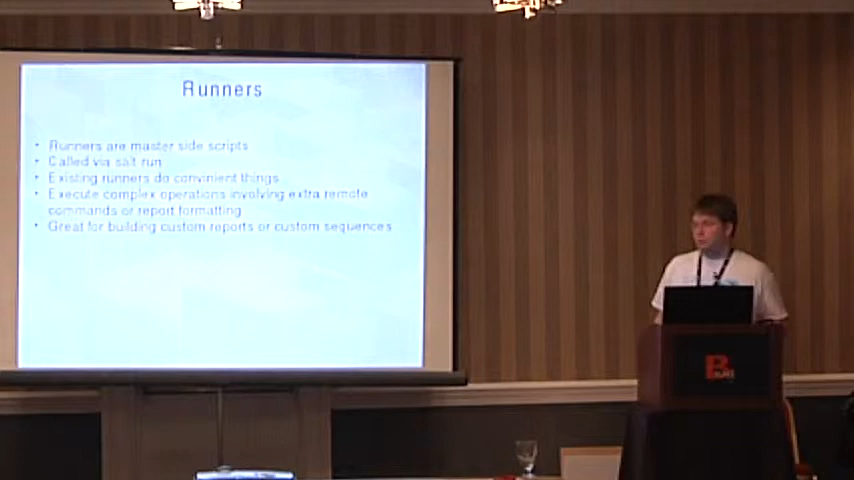 Runners
• Runners are master side scripts
• Called via salt run
• Existing runners do convinient things
• Execute complex operations involving extra remote
commands or report formatting
• Great for building custom reports or custom sequences